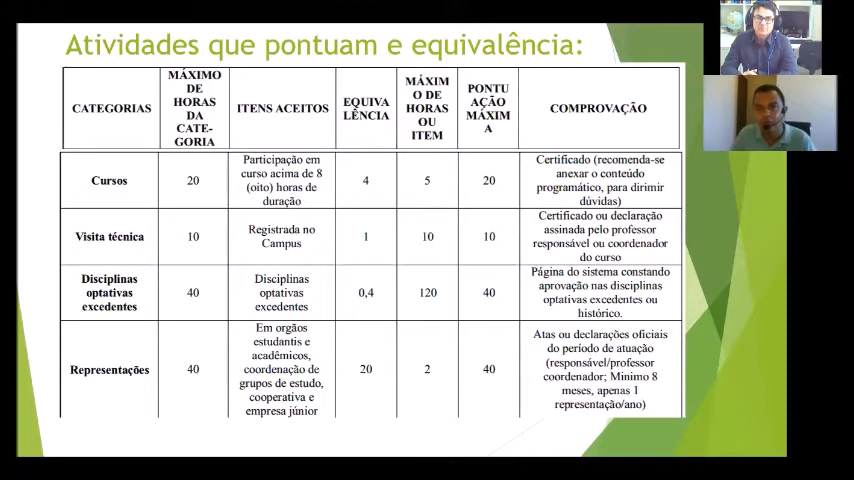 Atividades que pontuam e equivalência:
CATEGORIAS
MÁXIMO
DE
HORAS
DA
CATE-
GORIA
ITENS ACEITOS
EQUIVA
LÊNCIA
MÁXIM
O DE
HORAS
OU
ITEM
PONTU
AÇÃO
MÁXIM
A
COMPROVAÇÃO
Cursos
20
Participação em
curso acima de 8
(oito) horas de
duração
4
5
20
Certificado (recomenda-se
anexar o conteúdo
programático, para dirimir
dúvidas)
Visita técnica
10
Registrada no
Campus
1
10
10
Certificado ou declaração
assinada pelo professor
responsável ou coordenador
do curso
Disciplinas
optativas
excedentes
40
Disciplinas
optativas
excedentes
0,4
120
40
Página do sistema constando
aprovação nas disciplinas
optativas excedentes ou
histórico.
Representações
40
Em orgãos
estudantis e
acadêmicos,
coordenação de
grupos de estudo,
cooperativa e
empresa júnior
20
2
40
Atas ou declarações oficiais
do período de atuação
(responsável/professor
coordenador; Minimo 8
meses, apenas 1
representação/ano)